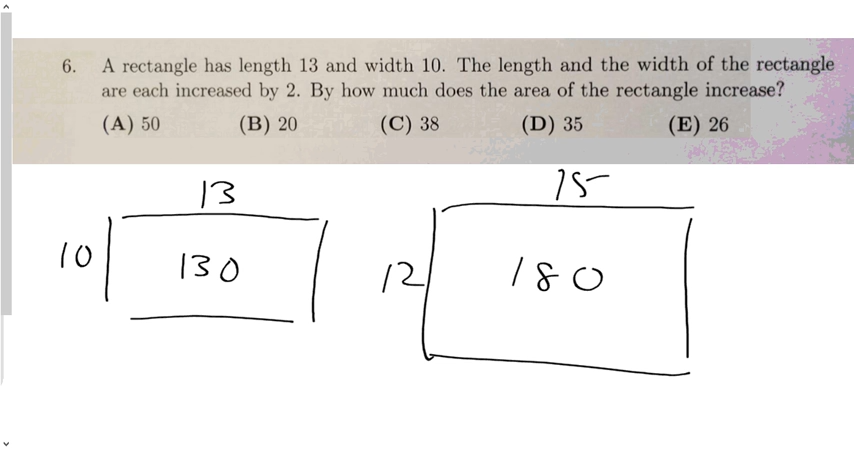 6. A rectangle has length 13 and width 10. The length and the width of the rectangle
are each increased by 2. By how much does the area of the rectangle increase?
(A) 50 (B) 20 (C) 38 (D) 35 (E) 26
13 15
10 130 12 180